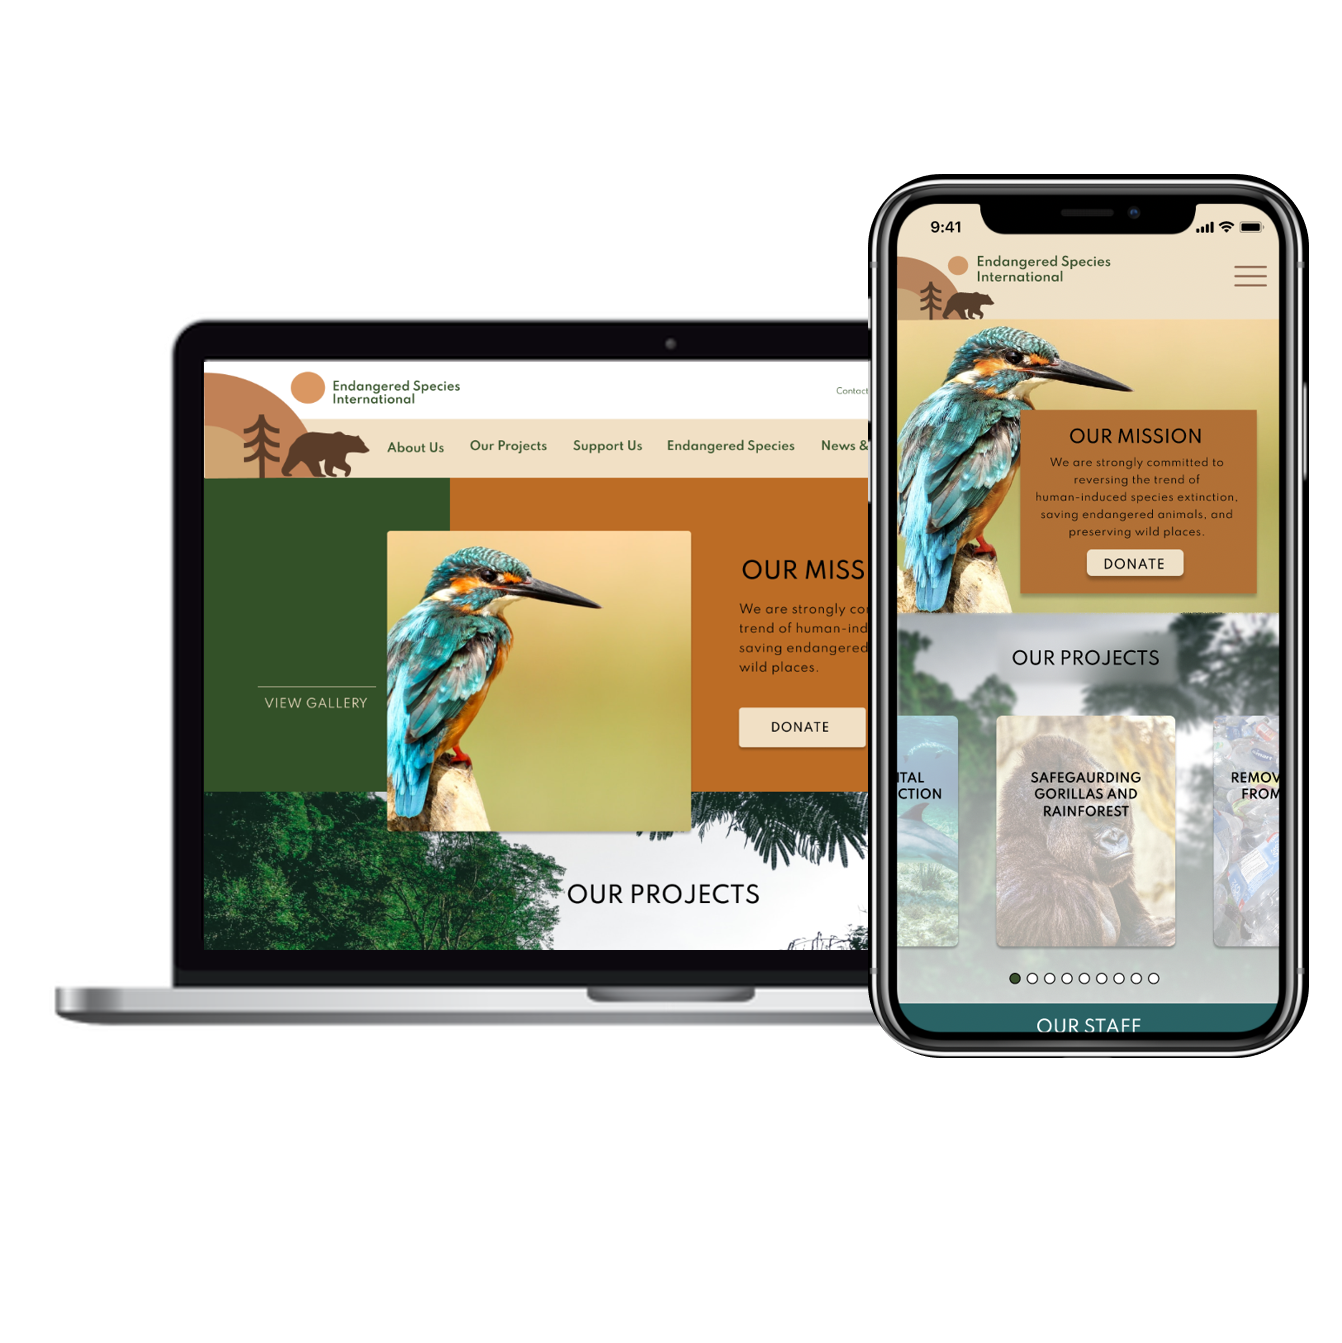 Endangered Species
International
Contact
About Us
Our Projects
Support Us
Endangered Species
News &
VIEW GALLERY
OUR MISS
We are strongly co
trend of human-ind
saving endangered
wild places.
DONATE
OUR PROJECTS
9:41
Endangered Species
International
OUR MISSION
We are strongly committed to
reversing the trend of
human-induced species extinction,
saving endangered animals, and
preserving wild places.
DONATE
OUR PROJECTS
TAL
CTION
SAFEGAURDING
GORILLAS AND
RAINFOREST
REMOV
FROM
OUR STAFF